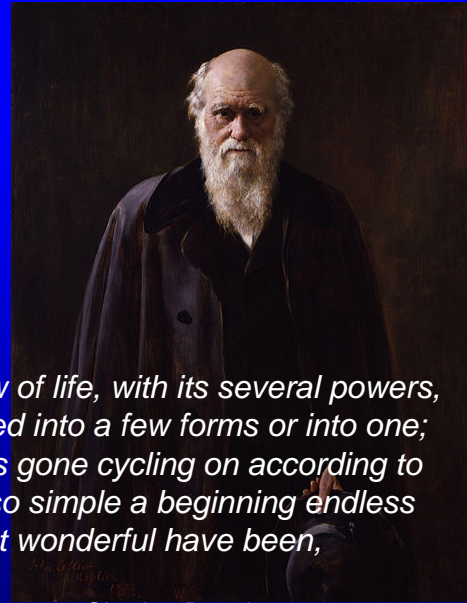 w of life, with its several powers,
ed into a few forms or into one;
s gone cycling on according to
so simple a beginning endless
t wonderful have been,